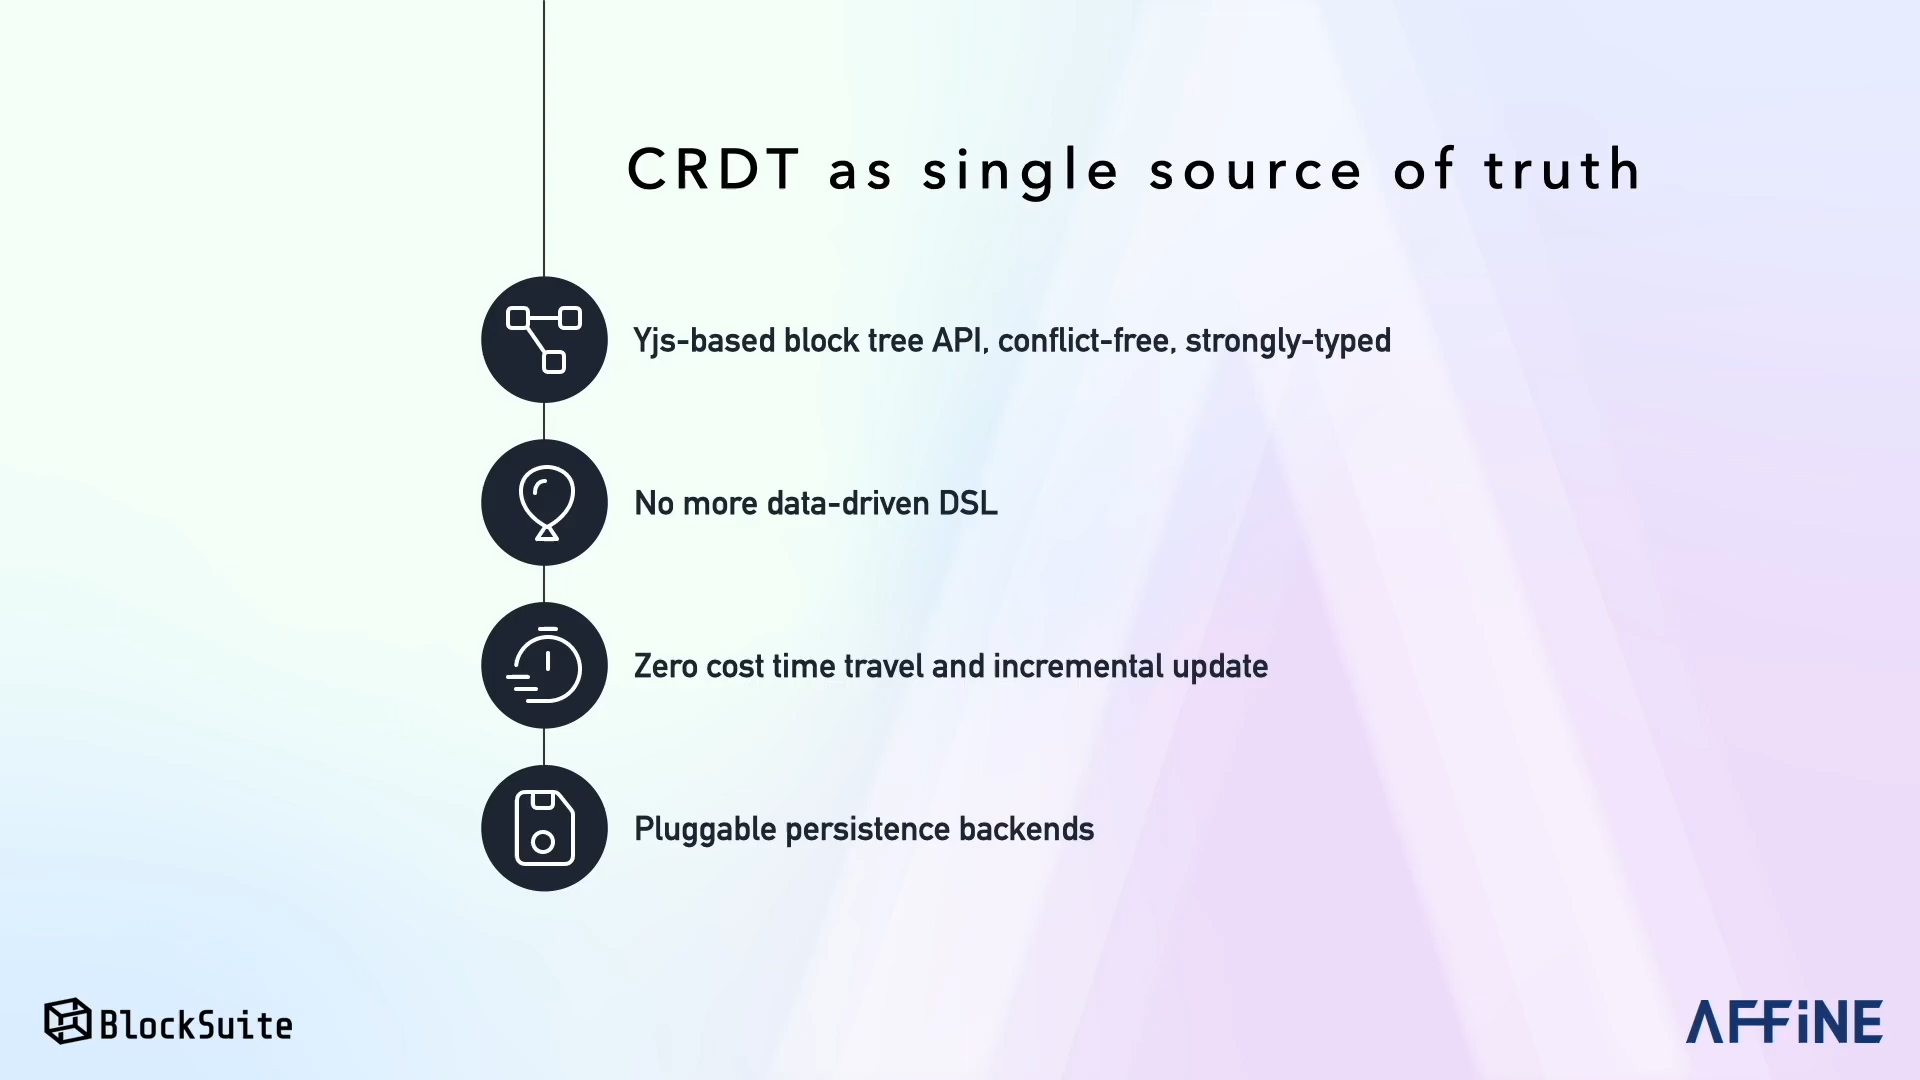 CRDT as single source of truth
Yjs-based block tree API, conflict-free, strongly-typed
No more data-driven DSL
Zero cost time travel and incremental update
Pluggable persistence backends
BlockSuite
AFFiNE